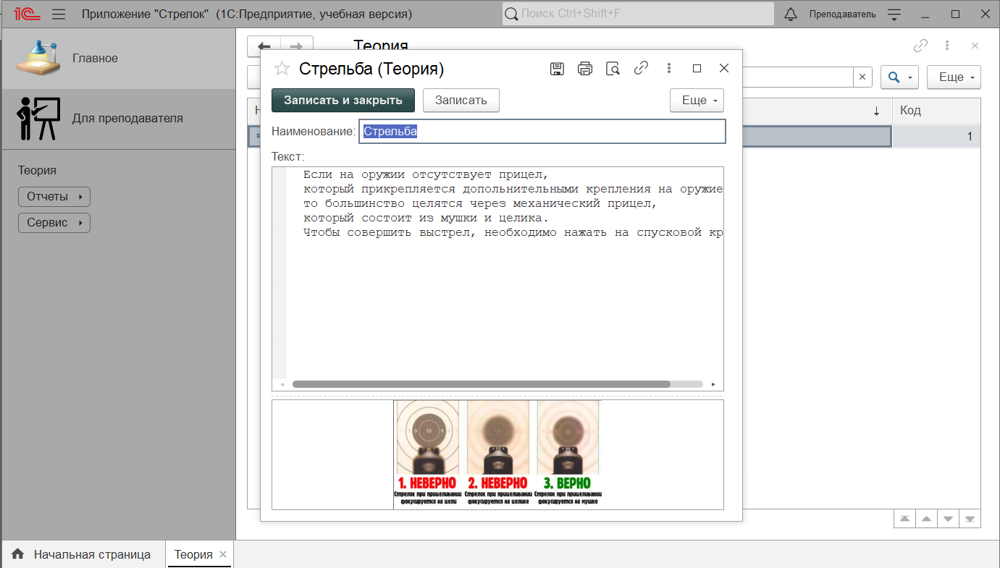 1С Приложение "Стрелок" (1С:Предприятие, учебная версия)
Поиск Ctrl+Shift+F
Преподаватель
Главное
Для преподавателя
Теория
Отчеты
Сервис
Теория
Еще
Код
1
Стрельба (Теория)
Записать и закрыть
Записать
Еще
Наименование: Стрельба
Текст:
Если на оружии отсутствует прицел,
который прикрепляется допольнительными крепления на оружие,
то большинство целятся через механический прицел,
который состоит из мушки и целика.
Чтобы совершить выстрел, необходимо нажать на спусковой кр
1. НЕВЕРНО
Стрелок при прицеливании
фокусируется на цели
2. НЕВЕРНО
Стрелок при прицеливании
фокусируется на целике
3. ВЕРНО
Стрелок при прицеливании
фокусируется на мушке
Начальная страница
Теория